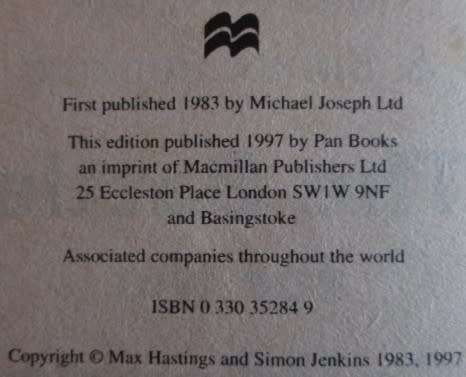 First published 1983 by Michael Joseph Ltd
This edition published 1997 by Pan Books
an imprint of Macmillan Publishers Ltd
25 Eccleston Place London SW1W 9NF
and Basingstoke
Associated companies throughout the world
ISBN 0 330 35284 9
Copyright © Max Hastings and Simon Jenkins 1983, 1997